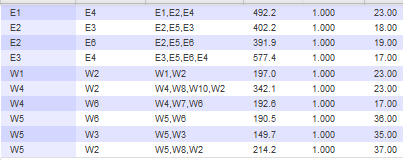 E1 E4 E1,E2,E4 492.2 1.000 23.00
E2 E3 E2,E5,E3 402.2 1.000 18.00
E2 E6 E2,E5,E6 391.9 1.000 19.00
E3 E4 E3,E5,E6,E4 577.4 1.000 17.00
W1 W2 W1,W2 197.0 1.000 23.00
W4 W2 W4,W8,W10,W2 342.1 1.000 23.00
W4 W6 W4,W7,W6 192.6 1.000 17.00
W5 W6 W5,W6 190.5 1.000 36.00
W5 W3 W5,W3 149.7 1.000 35.00
W5 W2 W5,W8,W2 214.2 1.000 37.00